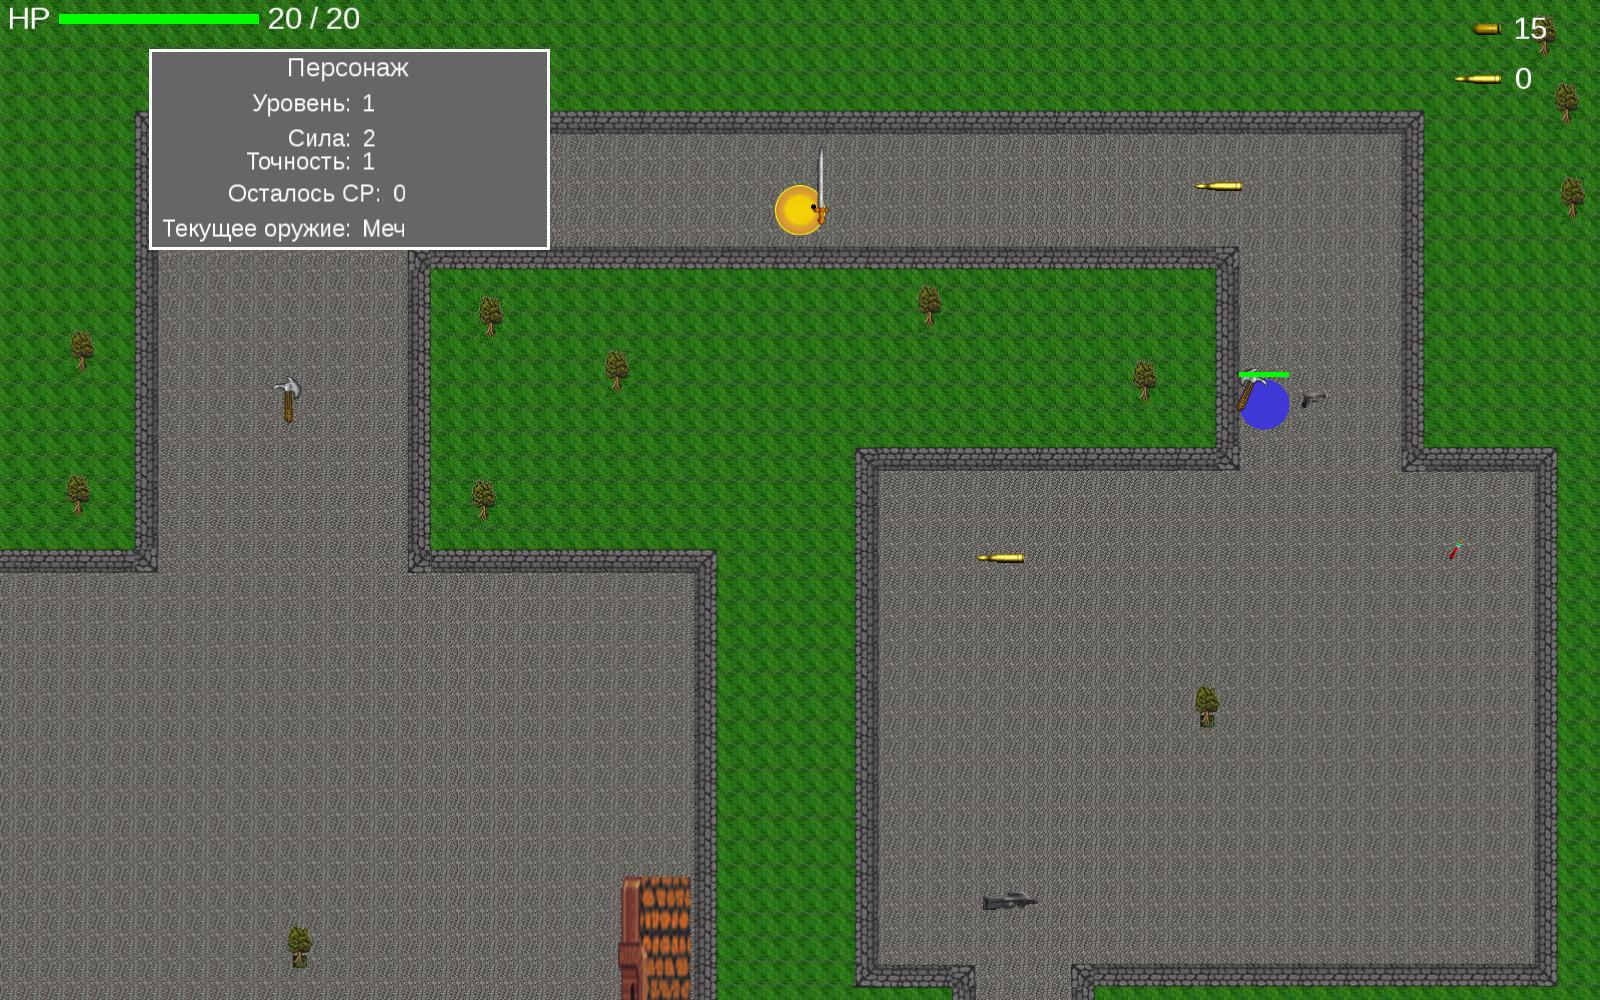 HP 20 / 20
15
0
Персонаж
Уровень: 1
Сила: 2
Точность: 1
Осталось СР: 0
Текущее оружие: Меч